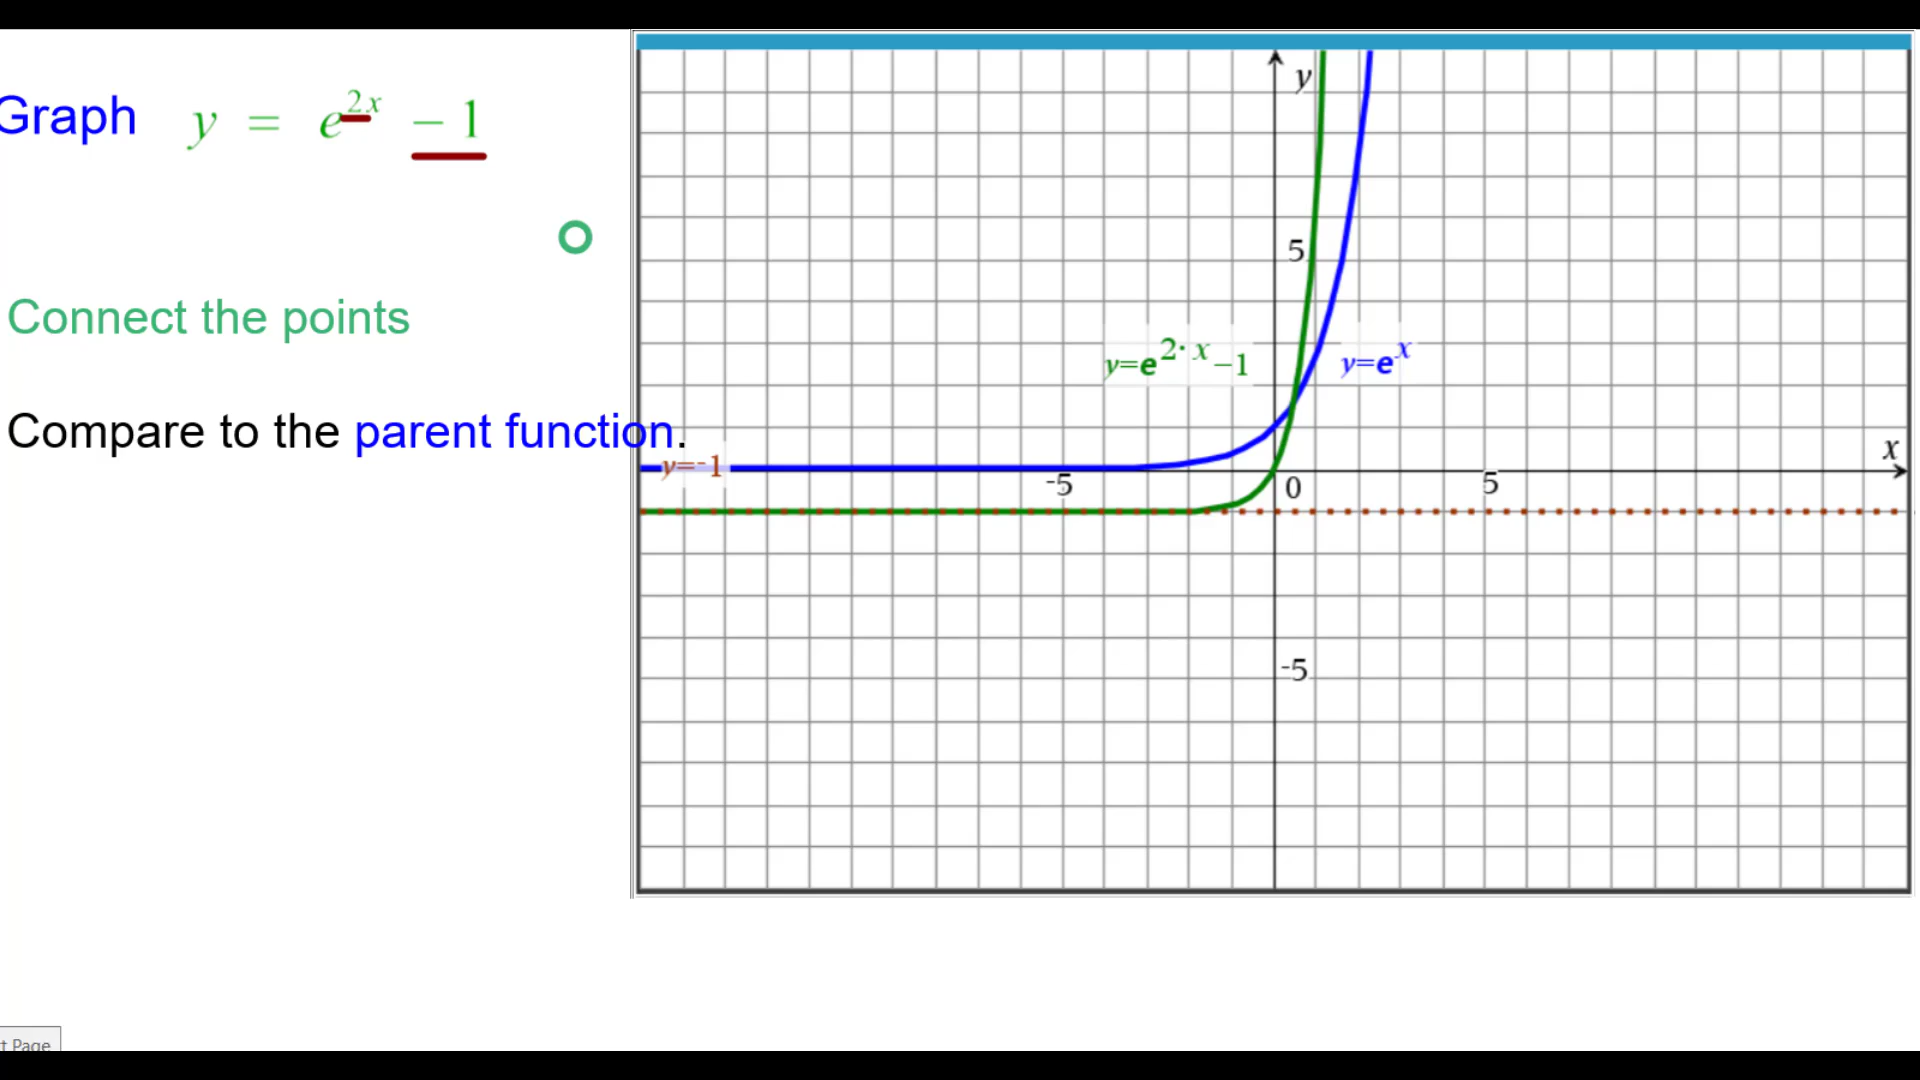 Graph y = e^{2x} - 1
Connect the points
Compare to the parent function.
y
5
y=e^{2· x}-1
y=e^x
x
y=-1
-5
0
5
-5
t Page